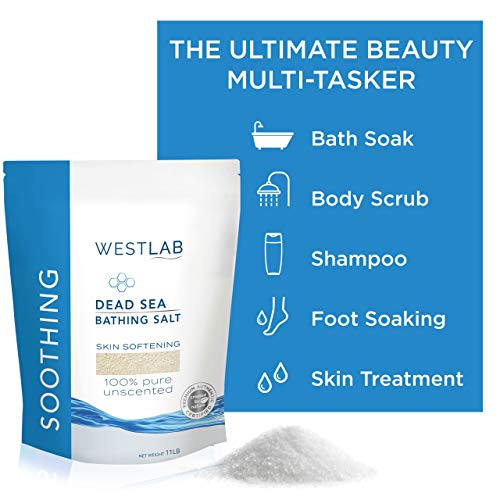 THE ULTIMATE BEAUTY
MULTI-TASKER
Bath Soak
Body Scrub
Shampoo
Foot Soaking
Skin Treatment
SOOTHING
WESTLAB
DEAD SEA
BATHING SALT
SKIN SOFTENING
100% pure
unscented
NET WEIGHT 11LB